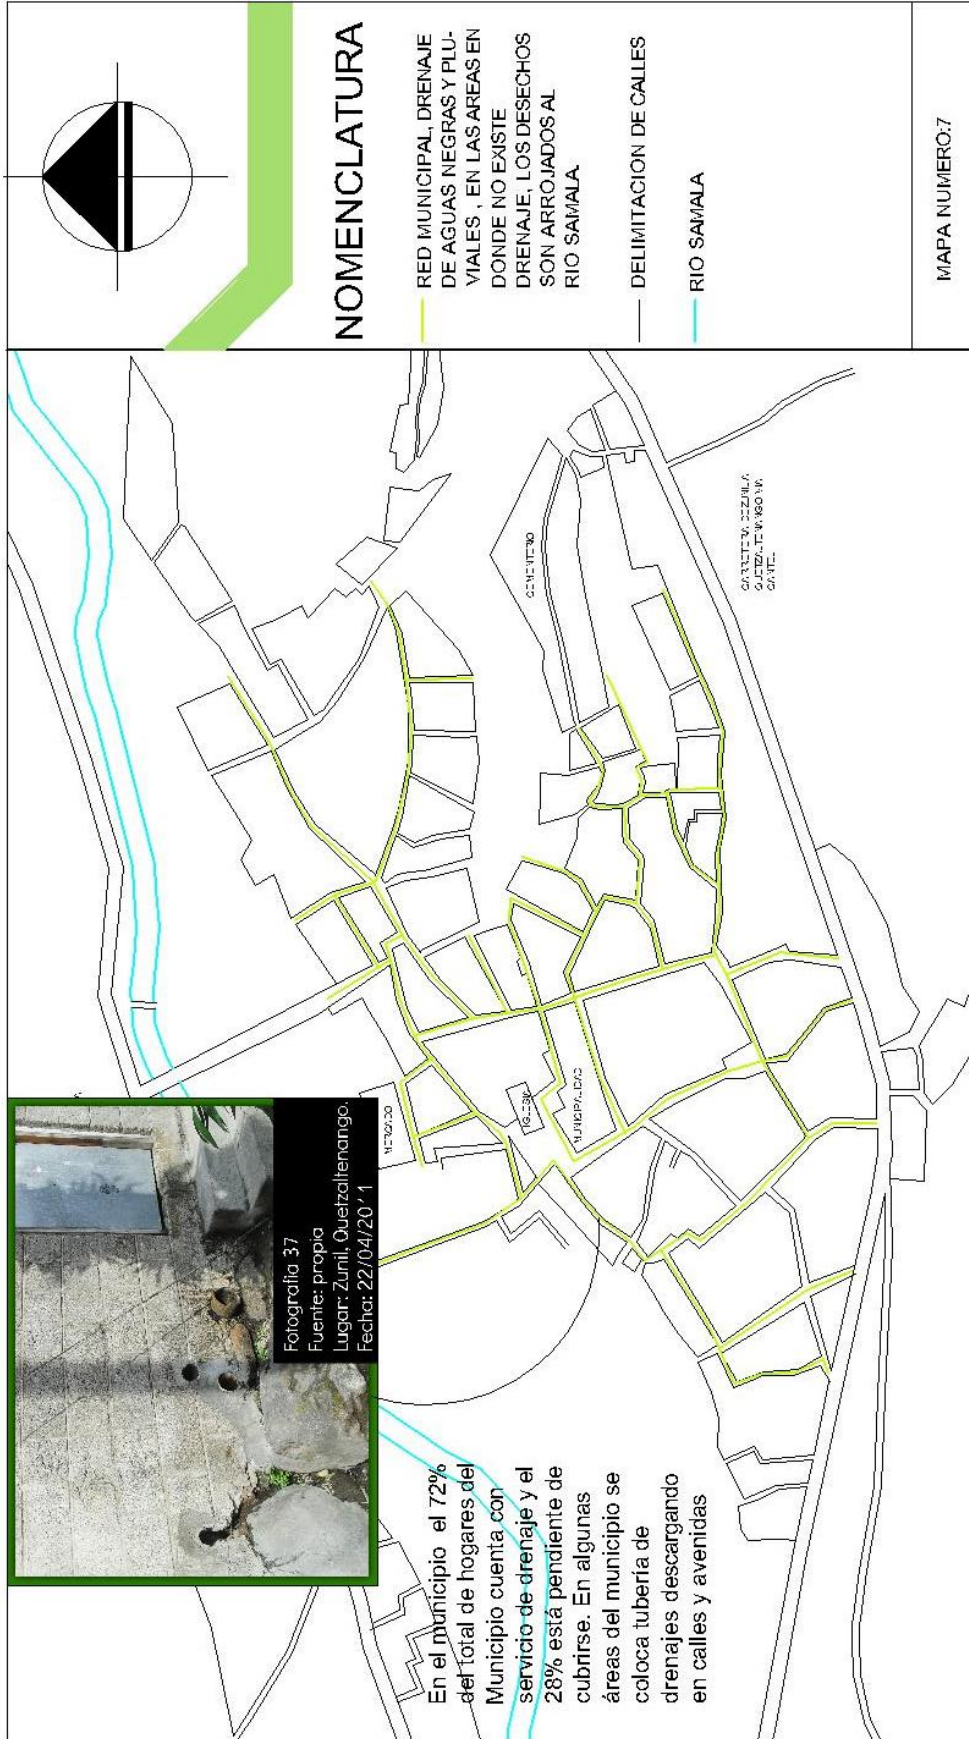 NOMENCLATURA
RED MUNICIPAL, DRENAJE
DE AGUAS NEGRAS Y PLU-
VIALES , EN LAS AREAS EN
DONDE NO EXISTE
DRENAJE, LOS DESECHOS
SON ARROJADOS AL
RIO SAMALA.
DELIMITACION DE CALLES
RIO SAMALA
MAPA NUMERO:7
CEMENTERIO
MERCADO
IGLESIA
MUNICIPALIDAD
CARRETERA
Fotografia 37
Fuente: propia
Lugar: Zunil, Quetzaltenango.
Fecha: 22/04/20'1
En el municipio el 72%
del total de hogares del
Municipio cuenta con
servicio de drenaje y el
28% está pendiente de
cubrirse. En algunas
áreas del municipio se
coloca tubería de
drenajes descargando
en calles y avenidas